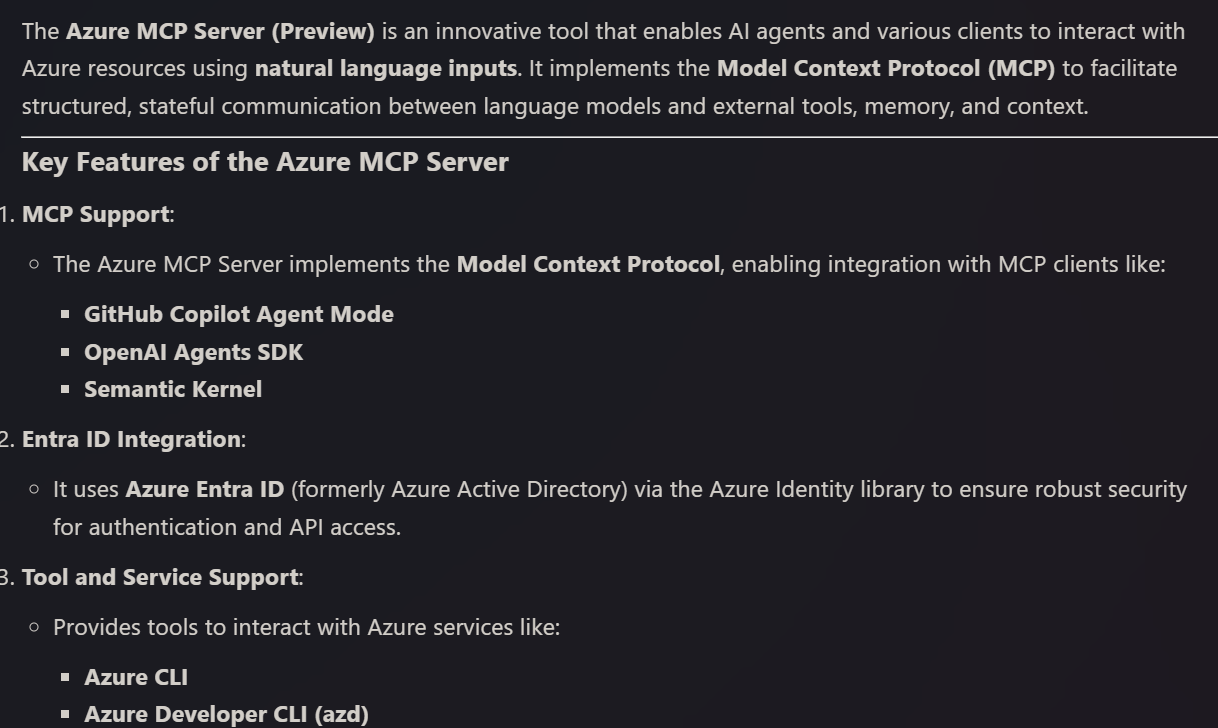 The Azure MCP Server (Preview) is an innovative tool that enables AI agents and various clients to interact with
Azure resources using natural language inputs. It implements the Model Context Protocol (MCP) to facilitate
structured, stateful communication between language models and external tools, memory, and context.
Key Features of the Azure MCP Server
1. MCP Support:
○ The Azure MCP Server implements the Model Context Protocol, enabling integration with MCP clients like:
▪ GitHub Copilot Agent Mode
▪ OpenAI Agents SDK
▪ Semantic Kernel
2. Entra ID Integration:
○ It uses Azure Entra ID (formerly Azure Active Directory) via the Azure Identity library to ensure robust security
for authentication and API access.
3. Tool and Service Support:
○ Provides tools to interact with Azure services like:
▪ Azure CLI
▪ Azure Developer CLI (azd)